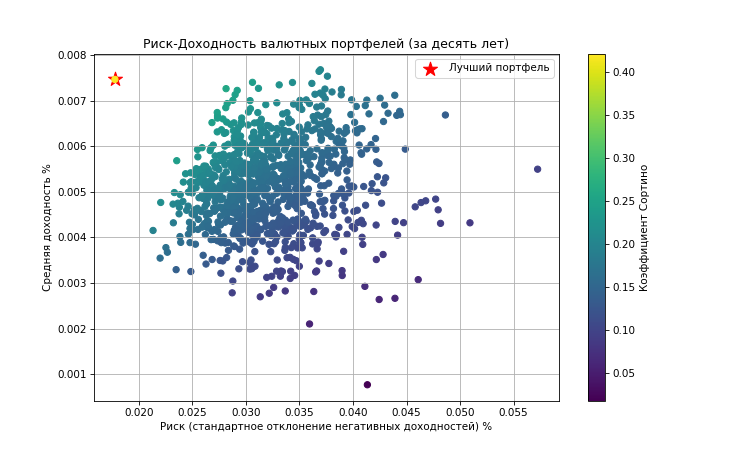 Риск-Доходность валютных портфелей (за десять лет)
Лучший портфель
Средняя доходность %
0.008
0.007
0.006
0.005
0.004
0.003
0.002
0.001
0.020 0.025 0.030 0.035 0.040 0.045 0.050 0.055
Риск (стандартное отклонение негативных доходностей) %
0.40
0.35
0.30
0.25
0.20
0.15
0.10
0.05
Коэффициент Сортино